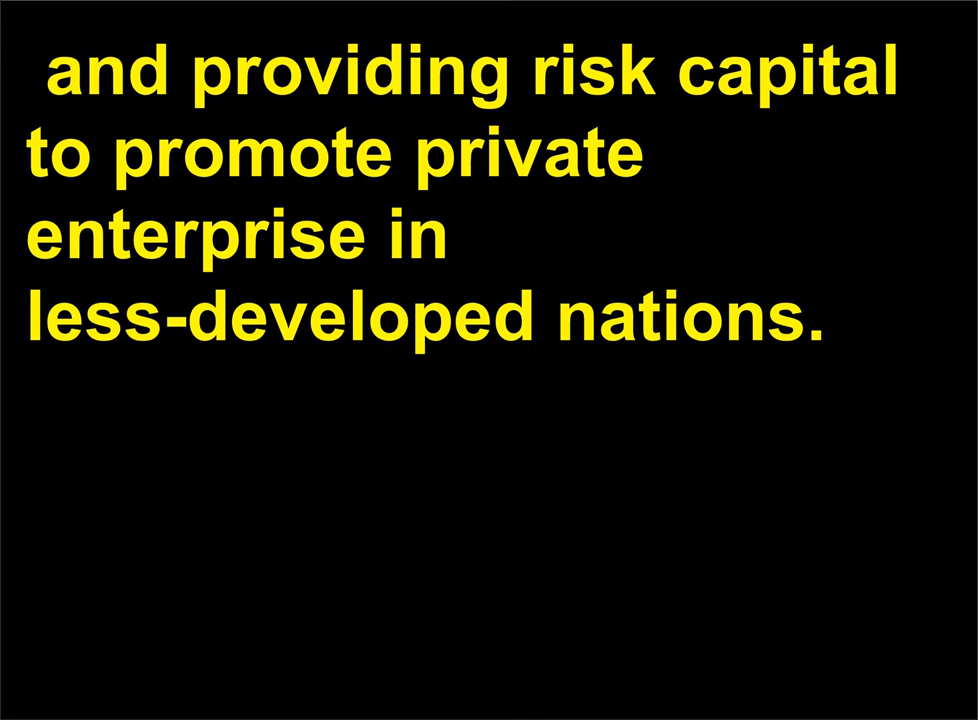 and providing risk capital
to promote private
enterprise in
less-developed nations.